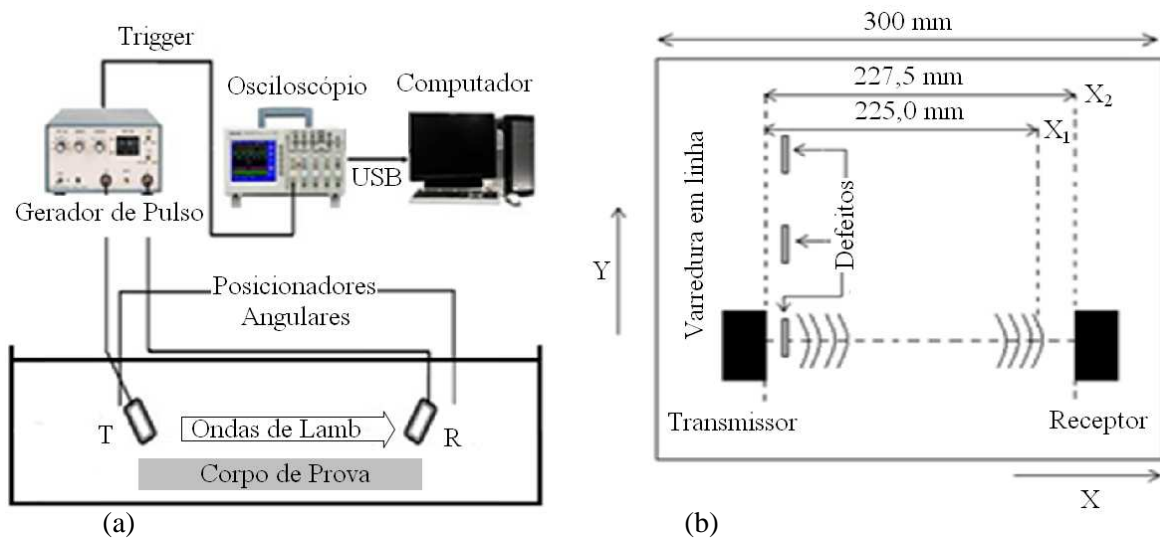 Trigger
Osciloscópio
Computador
USB
Gerador de Pulso
Posicionadores
Angulares
T
Ondas de Lamb
R
Corpo de Prova
(a)
300 mm
227,5 mm
X₂
225,0 mm
X₁
Varredura em linha
Defeitos
Y
Transmissor
Receptor
X
(b)